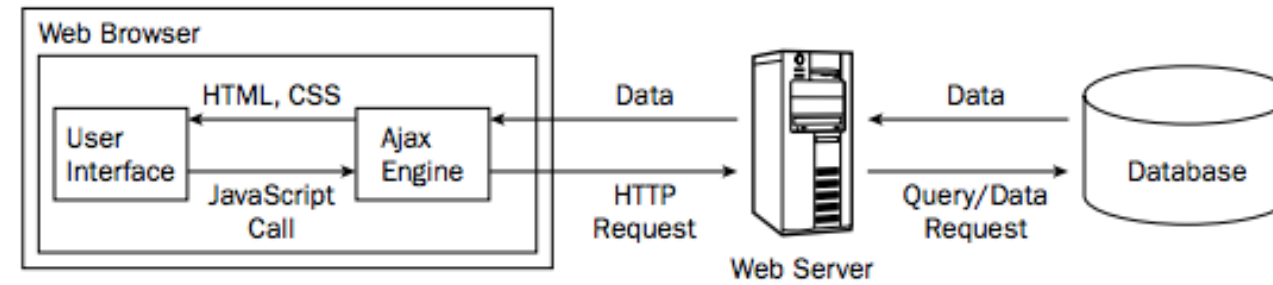 Web Browser
HTML, CSS
Data
Data
User
Interface
Ajax
Engine
Database
JavaScript
Call
HTTP
Request
Query/Data
Request
Web Server